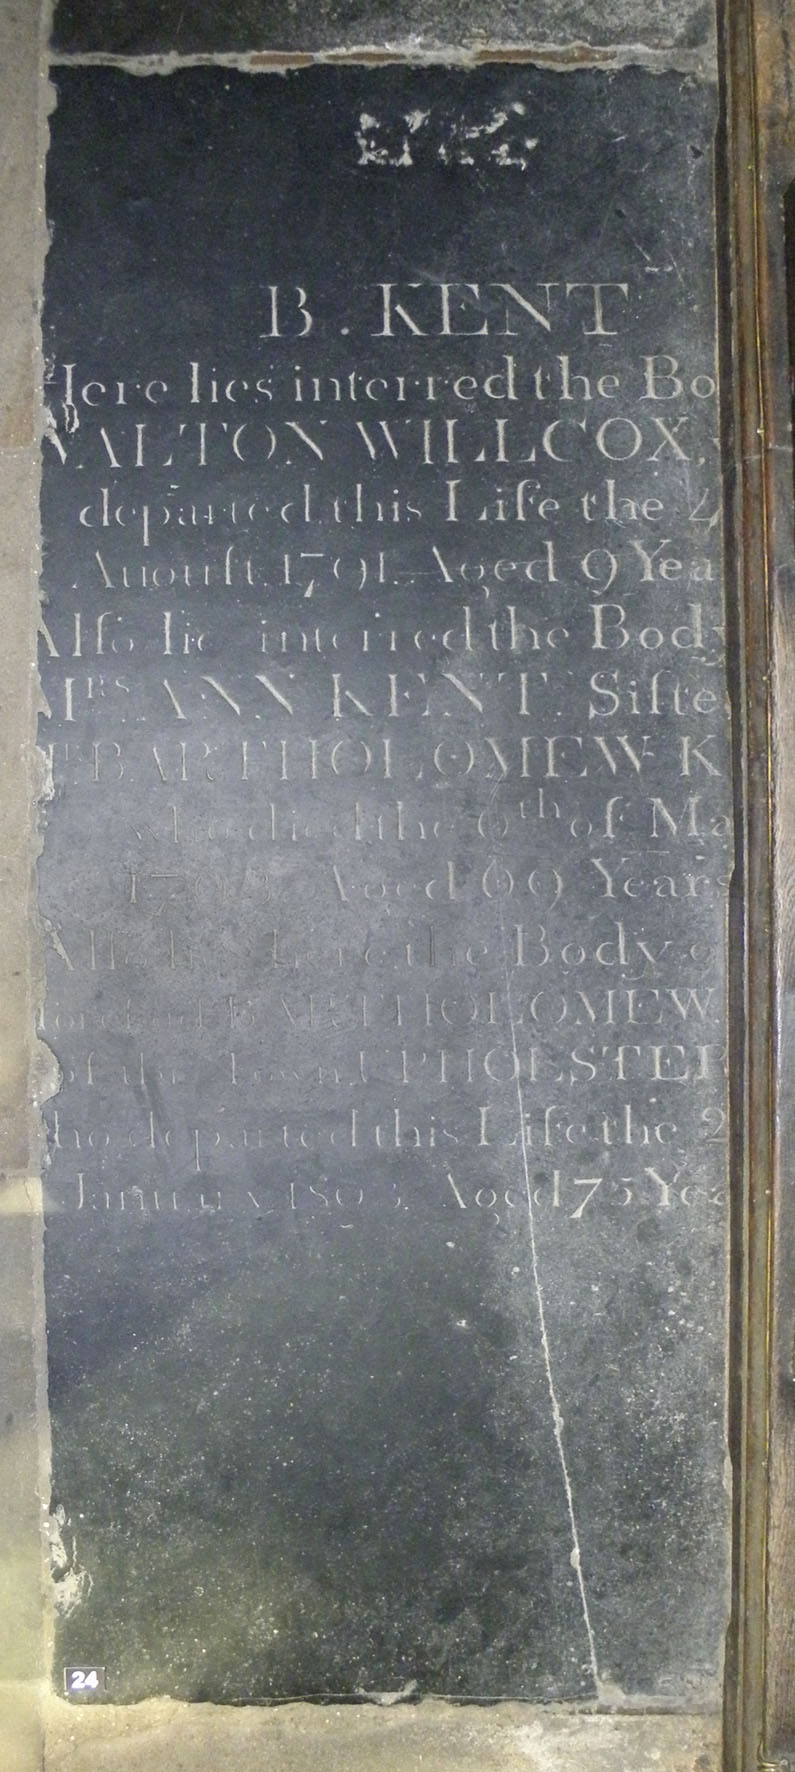 B. KENT
Here lies interred the Bo
WALTON WILLCOX,
departed this Life the 4
Auguſt 1791. Aged 9 Yea
Alſo lie interred the Body
Mrs ANN KENT. Siſte
Mr BARTHOLOMEW K
who died the 6th of Ma
1793. Aged 69 Years
Alſo lies here the Body o
foreſaid BARTHOLOMEW
of this Town UPHOLSTER
ho departed this Life the 2
January 1803. Aged 75 Yea
24